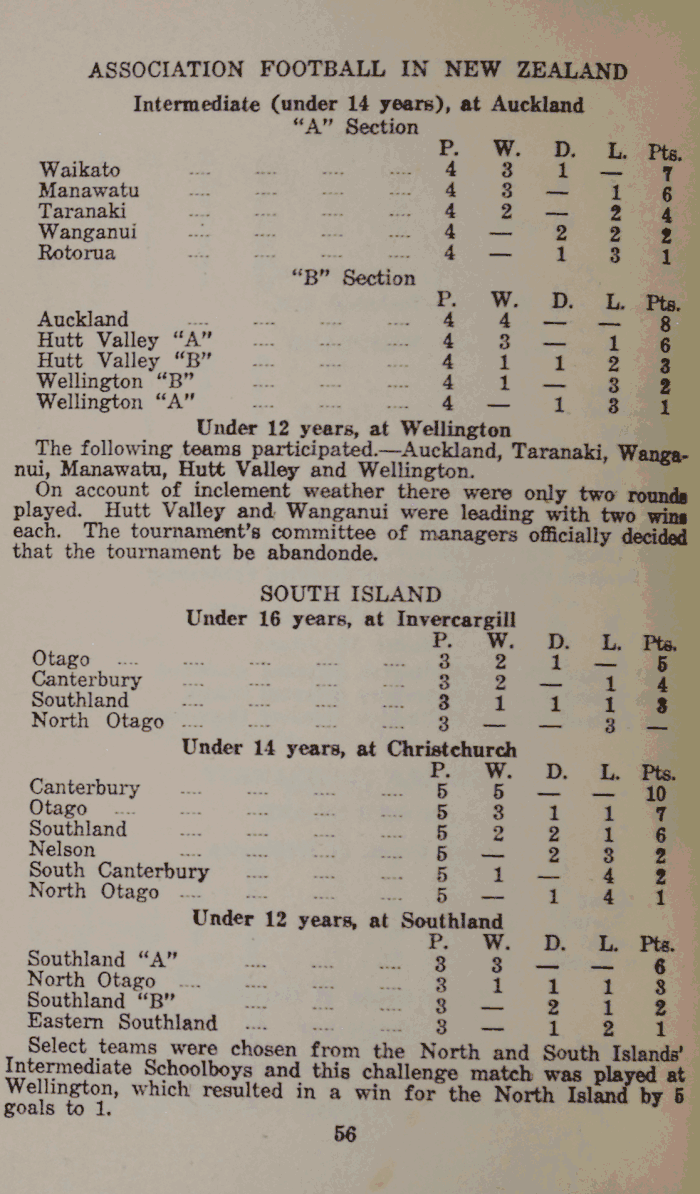 ASSOCIATION FOOTBALL IN NEW ZEALAND
Intermediate (under 14 years), at Auckland
"A" Section
P. W. D. L. Pts.
Waikato .... .... .... .... 4 3 1 — 7
Manawatu .... .... .... .... 4 3 — 1 6
Taranaki .... .... .... .... 4 2 — 2 4
Wanganui .... .... .... .... 4 — 2 2 2
Rotorua .... .... .... .... 4 — 1 3 1
"B" Section
P. W. D. L. Pts.
Auckland .... .... .... .... 4 4 — — 8
Hutt Valley "A" .... .... .... 4 3 — 1 6
Hutt Valley "B" .... .... .... 4 1 1 2 3
Wellington "B" .... .... .... 4 1 — 3 2
Wellington "A" .... .... .... 4 — 1 3 1
Under 12 years, at Wellington
The following teams participated.—Auckland, Taranaki, Wanga-
nui, Manawatu, Hutt Valley and Wellington.
On account of inclement weather there were only two rounds
played. Hutt Valley and Wanganui were leading with two wins
each. The tournament's committee of managers officially decided
that the tournament be abandonde.
SOUTH ISLAND
Under 16 years, at Invercargill
P. W. D. L. Pts.
Otago .... .... .... .... .... 3 2 1 — 5
Canterbury .... .... .... .... 3 2 — 1 4
Southland .... .... .... .... 3 1 1 1 3
North Otago .... .... .... .... 3 — — 3 —
Under 14 years, at Christchurch
P. W. D. L. Pts.
Canterbury .... .... .... .... 5 5 — — 10
Otago .... .... .... .... .... 5 3 1 1 7
Southland .... .... .... .... 5 2 2 1 6
Nelson .... .... .... .... 5 — 2 3 2
South Canterbury .... .... .... 5 1 — 4 2
North Otago .... .... .... .... 5 — 1 4 1
Under 12 years, at Southland
P. W. D. L. Pts.
Southland "A" .... .... .... 3 3 — — 6
North Otago .... .... .... .... 3 1 1 1 3
Southland "B" .... .... .... 3 — 2 1 2
Eastern Southland .... .... .... 3 — 1 2 1
Select teams were chosen from the North and South Islands'
Intermediate Schoolboys and this challenge match was played at
Wellington, which resulted in a win for the North Island by 5
goals to 1.
56